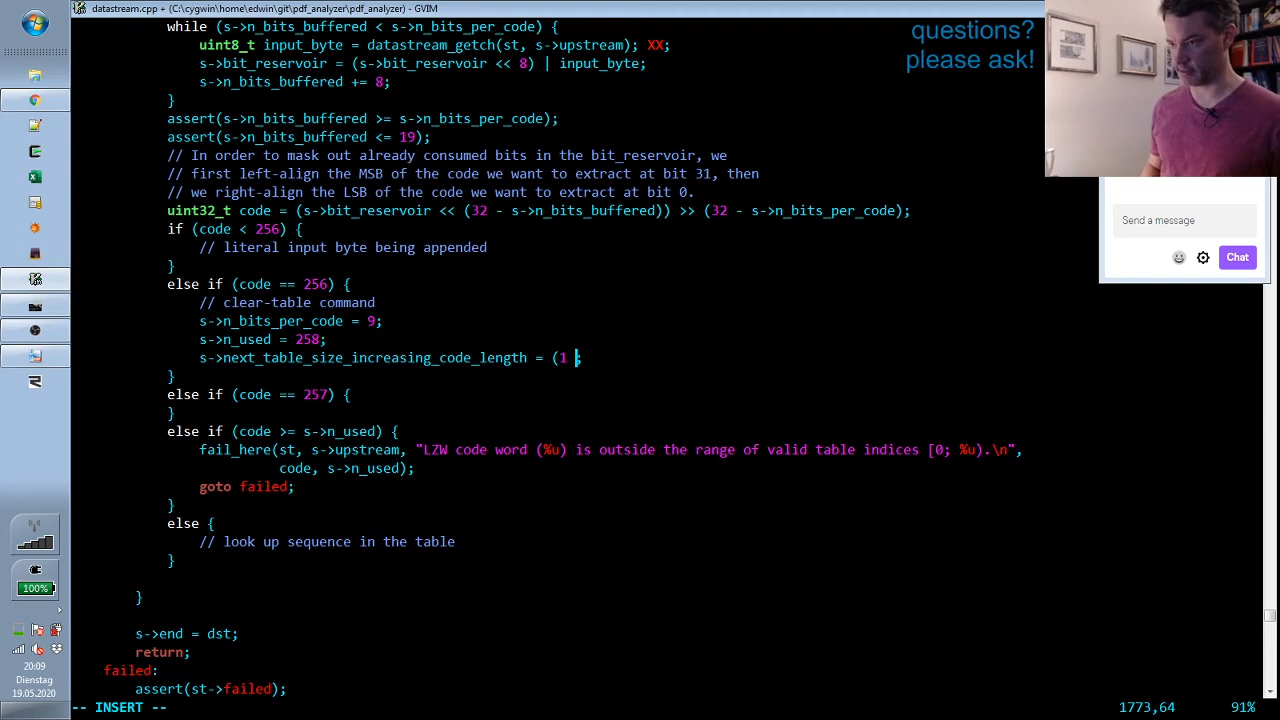 datastream.cpp + (C:\cygwin\home\edwin\git\pdf_analyzer\pdf_analyzer) - GVIM
while (s->n_bits_buffered < s->n_bits_per_code) {
uint8_t input_byte = datastream_getch(st, s->upstream); XX;
s->bit_reservoir = (s->bit_reservoir << 8) | input_byte;
s->n_bits_buffered += 8;
}
assert(s->n_bits_buffered >= s->n_bits_per_code);
assert(s->n_bits_buffered <= 19);
// In order to mask out already consumed bits in the bit_reservoir, we
// first left-align the MSB of the code we want to extract at bit 31, then
// we right-align the LSB of the code we want to extract at bit 0.
uint32_t code = (s->bit_reservoir << (32 - s->n_bits_buffered)) >> (32 - s->n_bits_per_code);
if (code < 256) {
// literal input byte being appended
}
else if (code == 256) {
// clear-table command
s->n_bits_per_code = 9;
s->n_used = 258;
s->next_table_size_increasing_code_length = (1 ;
}
else if (code == 257) {
}
else if (code >= s->n_used) {
fail_here(st, s->upstream, "LZW code word (%u) is outside the range of valid table indices [0; %u).\n",
code, s->n_used);
goto failed;
}
else {
// look up sequence in the table
}
}
s->end = dst;
return;
failed:
assert(st->failed);
-- INSERT --
1773,64
91%
questions?
please ask!
Send a message
Chat
100%
20:09
Dienstag
19.05.2020